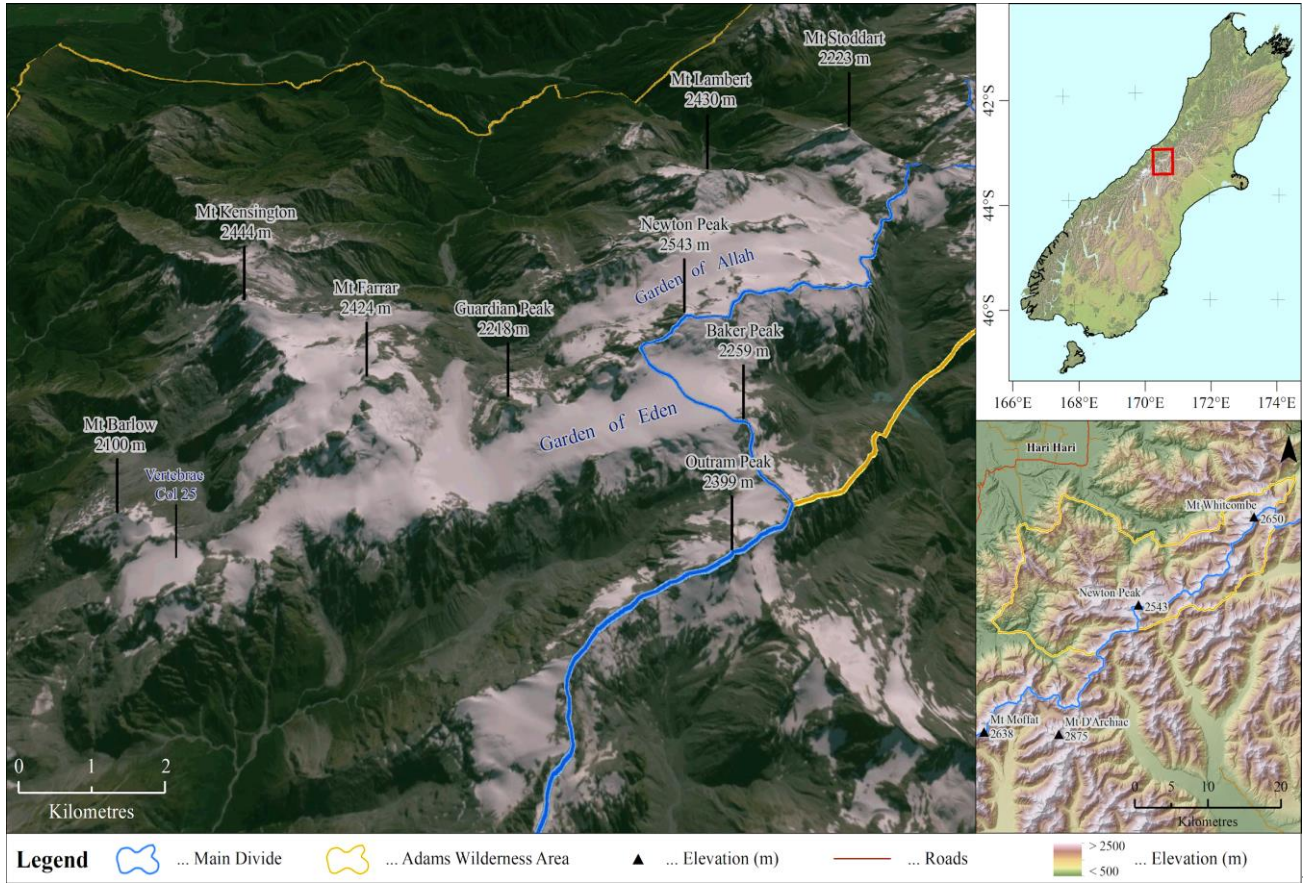 Mt Stoddart
2223 m
Mt Lambert
2430 m
Mt Kensington
2444 m
Newton Peak
2543 m
Garden of Allah
Mt Farrar
2424 m
Guardian Peak
2218 m
Baker Peak
2259 m
Garden of Eden
Mt Barlow
2100 m
Vertebrae
Col 25
Outram Peak
2399 m
0 1 2
Kilometres
42°S
44°S
46°S
166°E 168°E 170°E 172°E 174°E
Hari Hari
Mt Whitcombe
2650
Newton Peak
2543
Mt Moffat
2638
Mt D'Archiac
2875
0 5 10 20
Kilometres
Legend ... Main Divide ... Adams Wilderness Area ... Elevation (m) ... Roads > 2500 ... Elevation (m)
< 500